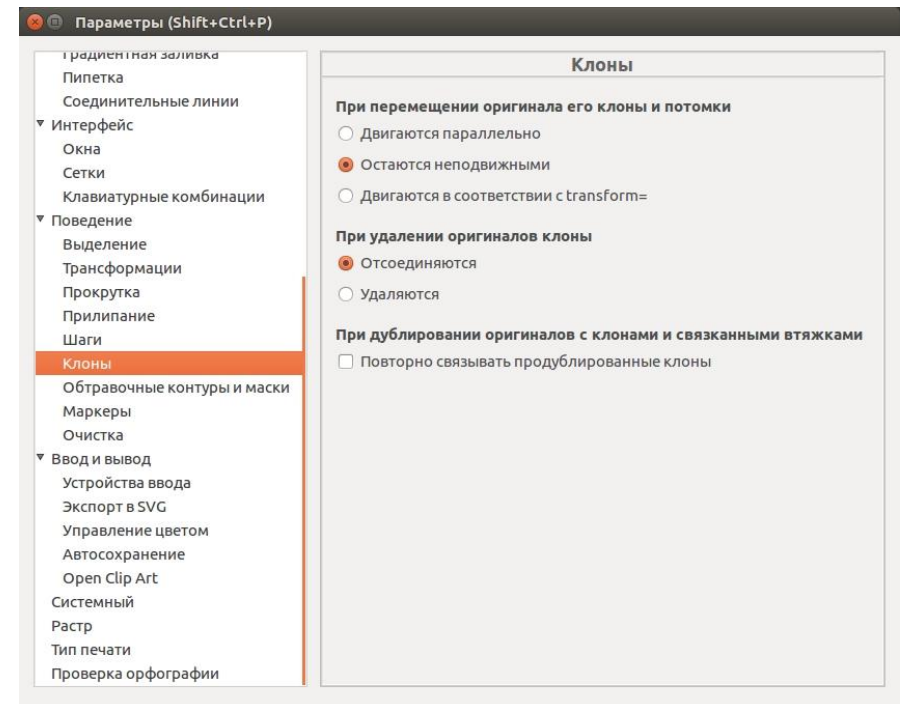 Параметры (Shift+Ctrl+P)
Градиентная заливка
Пипетка
Соединительные линии
Интерфейс
Окна
Сетки
Клавиатурные комбинации
Поведение
Выделение
Трансформации
Прокрутка
Прилипание
Шаги
Клоны
Обтравочные контуры и маски
Маркеры
Очистка
Ввод и вывод
Устройства ввода
Экспорт в SVG
Управление цветом
Автосохранение
Open Clip Art
Системный
Растр
Тип печати
Проверка орфографии
Клоны
При перемещении оригинала его клоны и потомки
Двигаются параллельно
Остаются неподвижными
Двигаются в соответствии с transform=
При удалении оригиналов клоны
Отсоединяются
Удаляются
При дублировании оригиналов с клонами и связанными втяжками
Повторно связывать продублированные клоны